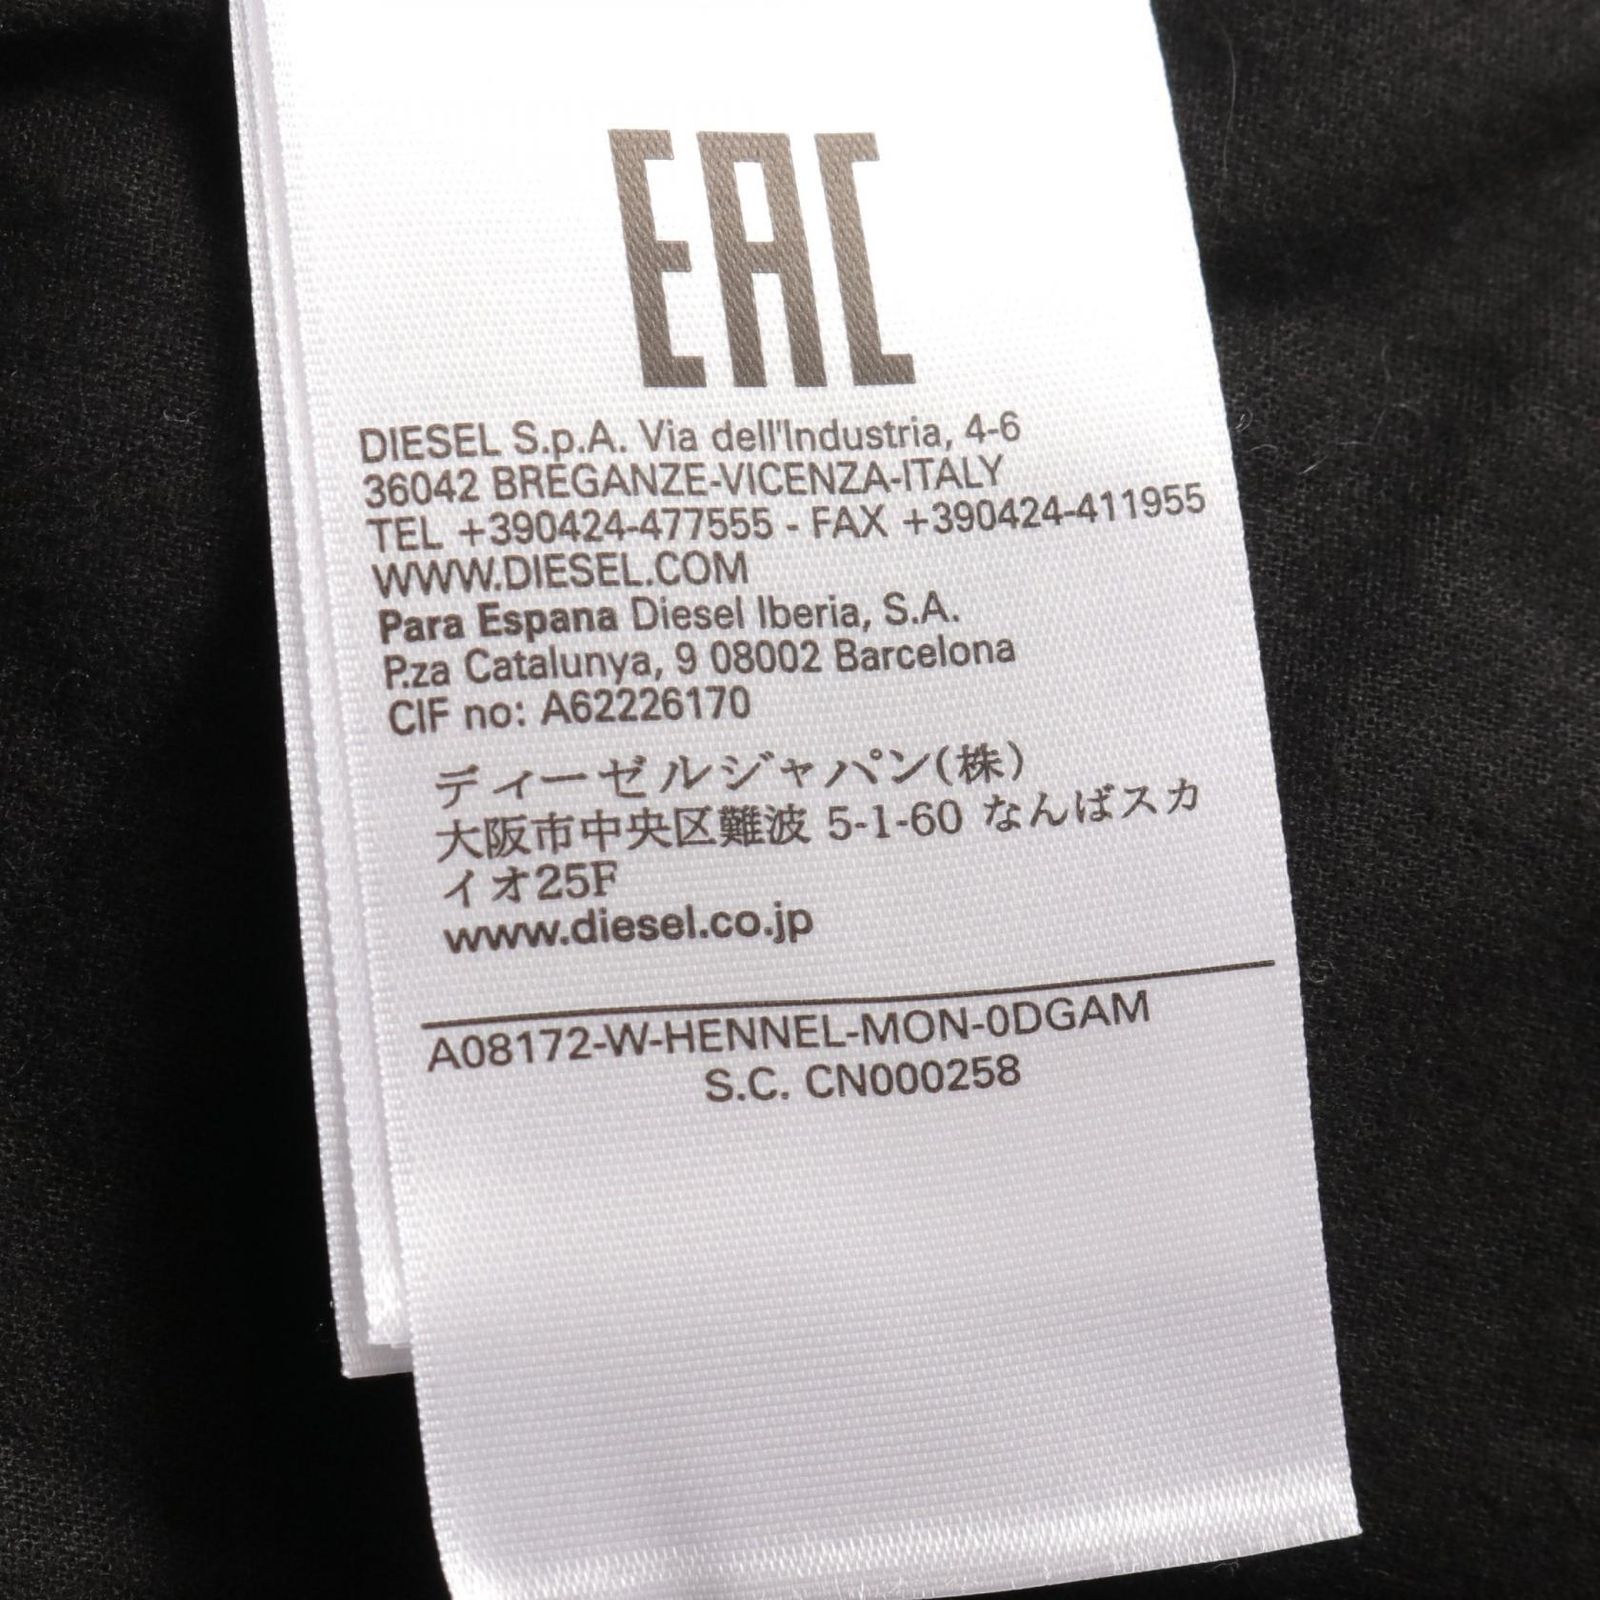 EAC
DIESEL S.p.A. Via dell'Industria, 4-6
36042 BREGANZE-VICENZA-ITALY
TEL +390424-477555 - FAX +390424-411955
WWW.DIESEL.COM
Para Espana Diesel Iberia, S.A.
P.za Catalunya, 9 08002 Barcelona
CIF no: A62226170
ディーゼルジャパン(株)
大阪市中央区難波 5-1-60 なんばスカ
イオ25F
www.diesel.co.jp
A08172-W-HENNEL-MON-0DGAM
S.C. CN000258